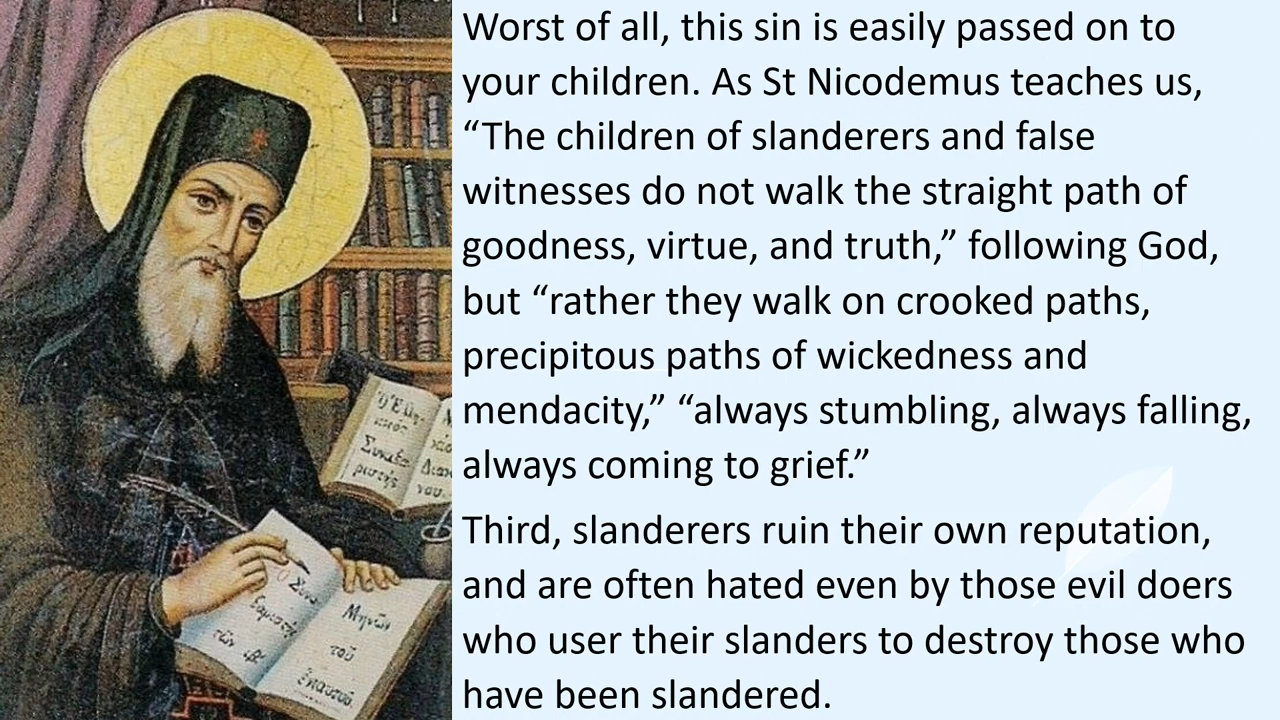 Worst of all, this sin is easily passed on to
your children. As St Nicodemus teaches us,
“The children of slanderers and false
witnesses do not walk the straight path of
goodness, virtue, and truth,” following God,
but “rather they walk on crooked paths,
precipitous paths of wickedness and
mendacity,” “always stumbling, always falling,
always coming to grief.”
Third, slanderers ruin their own reputation,
and are often hated even by those evil doers
who user their slanders to destroy those who
have been slandered.
Μηνῶν
τοῦ